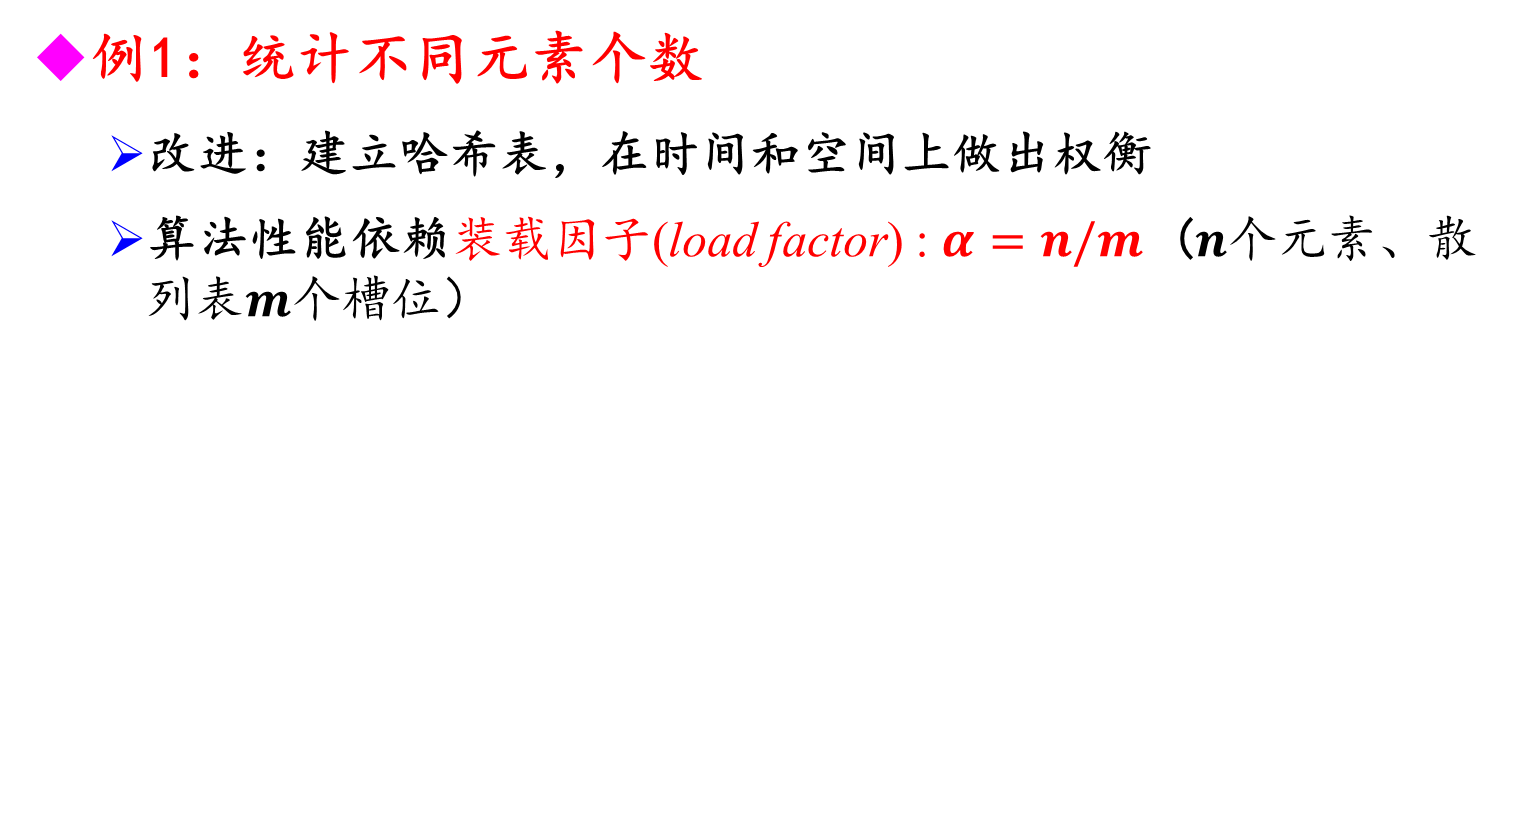 例1：统计不同元素个数
改进：建立哈希表，在时间和空间上做出权衡
算法性能依赖装载因子(load factor) : α = n/m（n个元素、散
列表m个槽位）